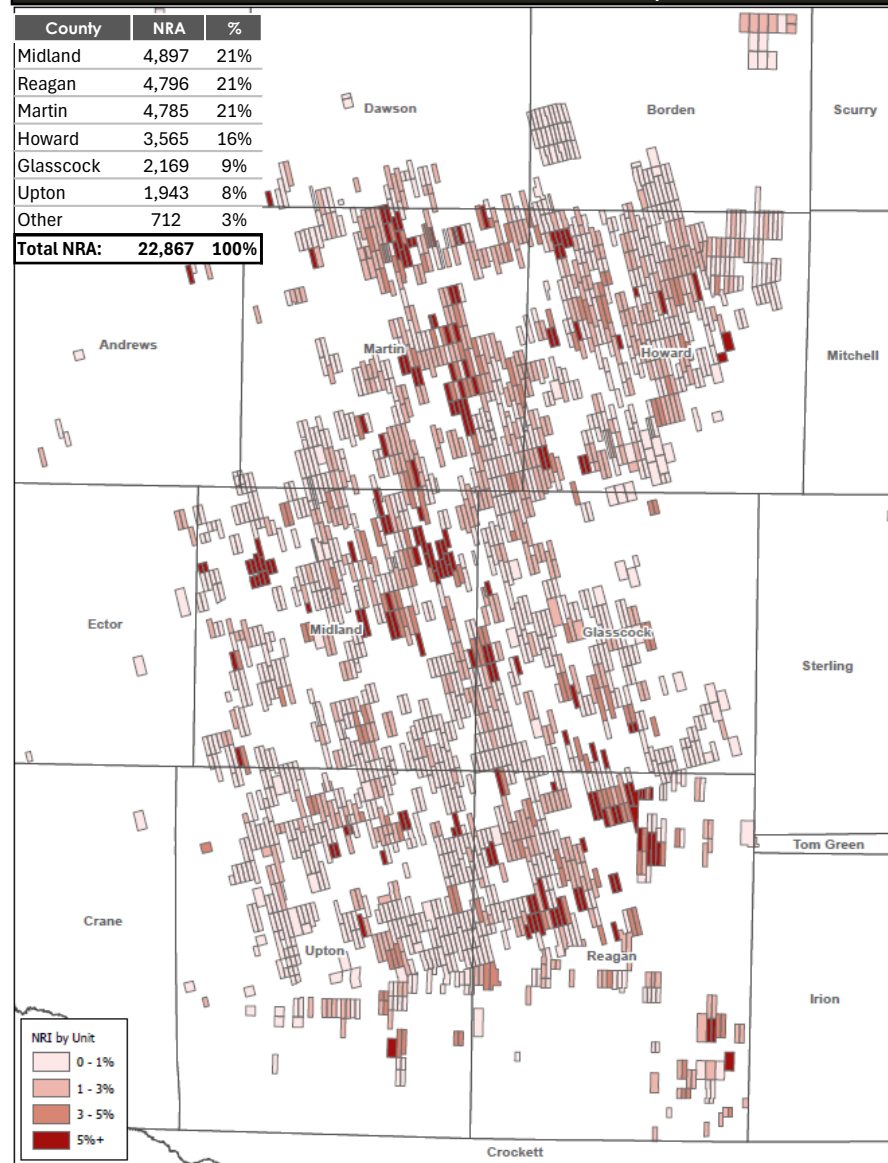 County NRA %
Midland 4,897 21%
Reagan 4,796 21%
Martin 4,785 21%
Howard 3,565 16%
Glasscock 2,169 9%
Upton 1,943 8%
Other 712 3%
Total NRA: 22,867 100%
Dawson
Borden
Scurry
Andrews
Martin
Howard
Mitchell
Ector
Midland
Glasscock
Sterling
Tom Green
Crane
Upton
Reagan
Irion
NRI by Unit
0 - 1%
1 - 3%
3 - 5%
5%+
Crockett